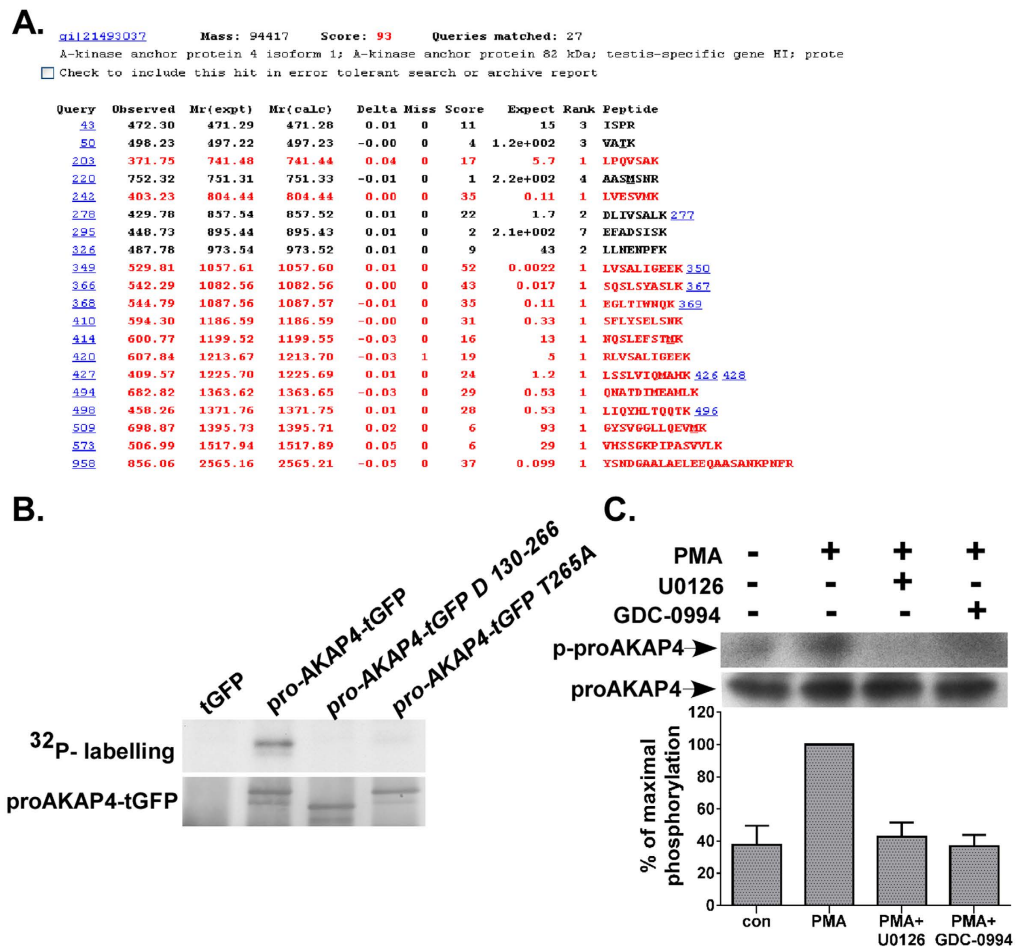 A.
gi|21493037 Mass: 94417 Score: 93 Queries matched: 27
A-kinase anchor protein 4 isoform 1; A-kinase anchor protein 82 kDa; testis-specific gene HI; prote
Check to include this hit in error tolerant search or archive report
Query Observed Mr(expt) Mr(calc) Delta Miss Score Expect Rank Peptide
43 472.30 471.29 471.28 0.01 0 11 15 3 ISPR
50 498.23 497.22 497.23 -0.00 0 4 1.2e+002 3 VATK
203 371.75 741.48 741.44 0.04 0 17 5.7 1 LPQVSAK
220 752.32 751.31 751.33 -0.01 0 1 2.2e+002 4 AASMSNR
242 403.23 804.44 804.44 0.00 0 35 0.11 1 LVESVMK
278 429.78 857.54 857.52 0.01 0 22 1.7 2 DLIVSALK 277
295 448.73 895.44 895.43 0.01 0 2 2.1e+002 7 EFADSISK
326 487.78 973.54 973.52 0.01 0 9 43 2 LLNENPFK
349 529.81 1057.61 1057.60 0.01 0 52 0.0022 1 LVSALIGEEK 350
366 542.29 1082.56 1082.56 0.00 0 43 0.017 1 SQSLSYASLK 367
368 544.79 1087.56 1087.57 -0.01 0 35 0.11 1 EGLTIWNQK 369
410 594.30 1186.59 1186.59 -0.00 0 31 0.33 1 SFLYSELSNK
414 600.77 1199.52 1199.55 -0.03 0 16 13 1 NQSLEFSTMK
420 607.84 1213.67 1213.70 -0.03 1 19 5 1 RLVSALIGEEK
427 409.57 1225.70 1225.69 0.01 0 24 1.2 1 LSSLVIQMAHK 426 428
494 682.82 1363.62 1363.65 -0.03 0 29 0.53 1 QNATDIMEAMLK
498 458.26 1371.76 1371.75 0.01 0 28 0.53 1 LIQYHLTQQTK 496
509 698.87 1395.73 1395.71 0.02 0 6 93 1 GYSVGGLLQEVMK
573 506.99 1517.94 1517.89 0.05 0 6 29 1 VHSSGKPIPASVVLK
958 856.06 2565.16 2565.21 -0.05 0 37 0.099 1 YSNDGAALAELEEQAASANKPNFR
B.
tGFP
pro-AKAP4-tGFP
pro-AKAP4-tGFP D 130-266
pro-AKAP4-tGFP T265A
32P- labelling
proAKAP4-tGFP
C.
PMA - + + +
U0126 - - + -
GDC-0994 - - - +
p-proAKAP4
proAKAP4
% of maximal
phosphorylation
120
100
80
60
40
20
0
con PMA PMA+ PMA+
U0126 GDC-0994